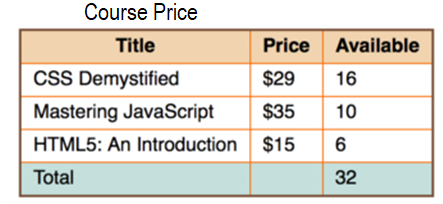 Course Price
Title Price Available
CSS Demystified $29 16
Mastering JavaScript $35 10
HTML5: An Introduction $15 6
Total 32